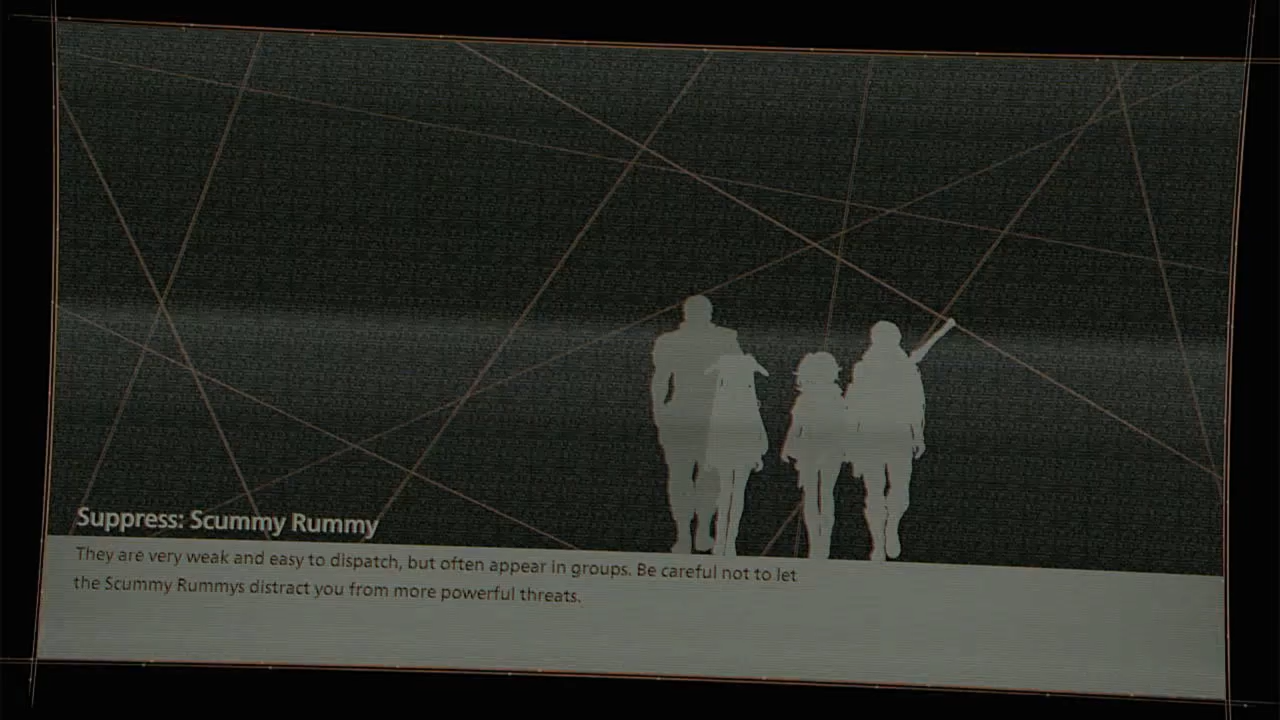 Suppress: Scummy Rummy
They are very weak and easy to dispatch, but often appear in groups. Be careful not to let
the Scummy Rummys distract you from more powerful threats.